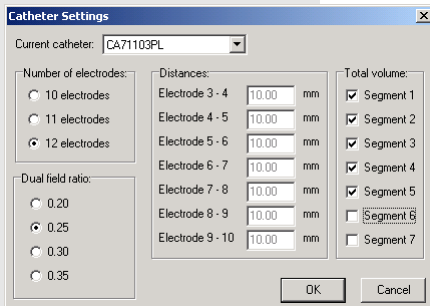 Catheter Settings
Current catheter: CA71103PL
Number of electrodes:
10 electrodes
11 electrodes
12 electrodes
Dual field ratio:
0.20
0.25
0.30
0.35
Distances:
Electrode 3 - 4 10.00 mm
Electrode 4 - 5 10.00 mm
Electrode 5 - 6 10.00 mm
Electrode 6 - 7 10.00 mm
Electrode 7 - 8 10.00 mm
Electrode 8 - 9 10.00 mm
Electrode 9 - 10 10.00 mm
Total volume:
Segment 1
Segment 2
Segment 3
Segment 4
Segment 5
Segment 6
Segment 7
OK Cancel